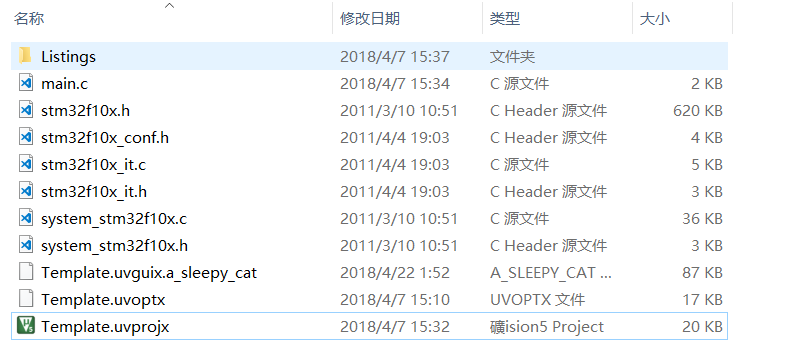 名称 修改日期 类型 大小
Listings 2018/4/7 15:37 文件夹
main.c 2018/4/7 15:34 C 源文件 2 KB
stm32f10x.h 2011/3/10 10:51 C Header 源文件 620 KB
stm32f10x_conf.h 2011/4/4 19:03 C Header 源文件 4 KB
stm32f10x_it.c 2011/4/4 19:03 C 源文件 5 KB
stm32f10x_it.h 2011/4/4 19:03 C Header 源文件 3 KB
system_stm32f10x.c 2011/3/10 10:51 C 源文件 36 KB
system_stm32f10x.h 2011/3/10 10:51 C Header 源文件 3 KB
Template.uvguix.a_sleepy_cat 2018/4/22 1:52 A_SLEEPY_CAT ... 87 KB
Template.uvoptx 2018/4/7 15:10 UVOPTX 文件 17 KB
Template.uvprojx 2018/4/7 15:32 礦ision5 Project 20 KB